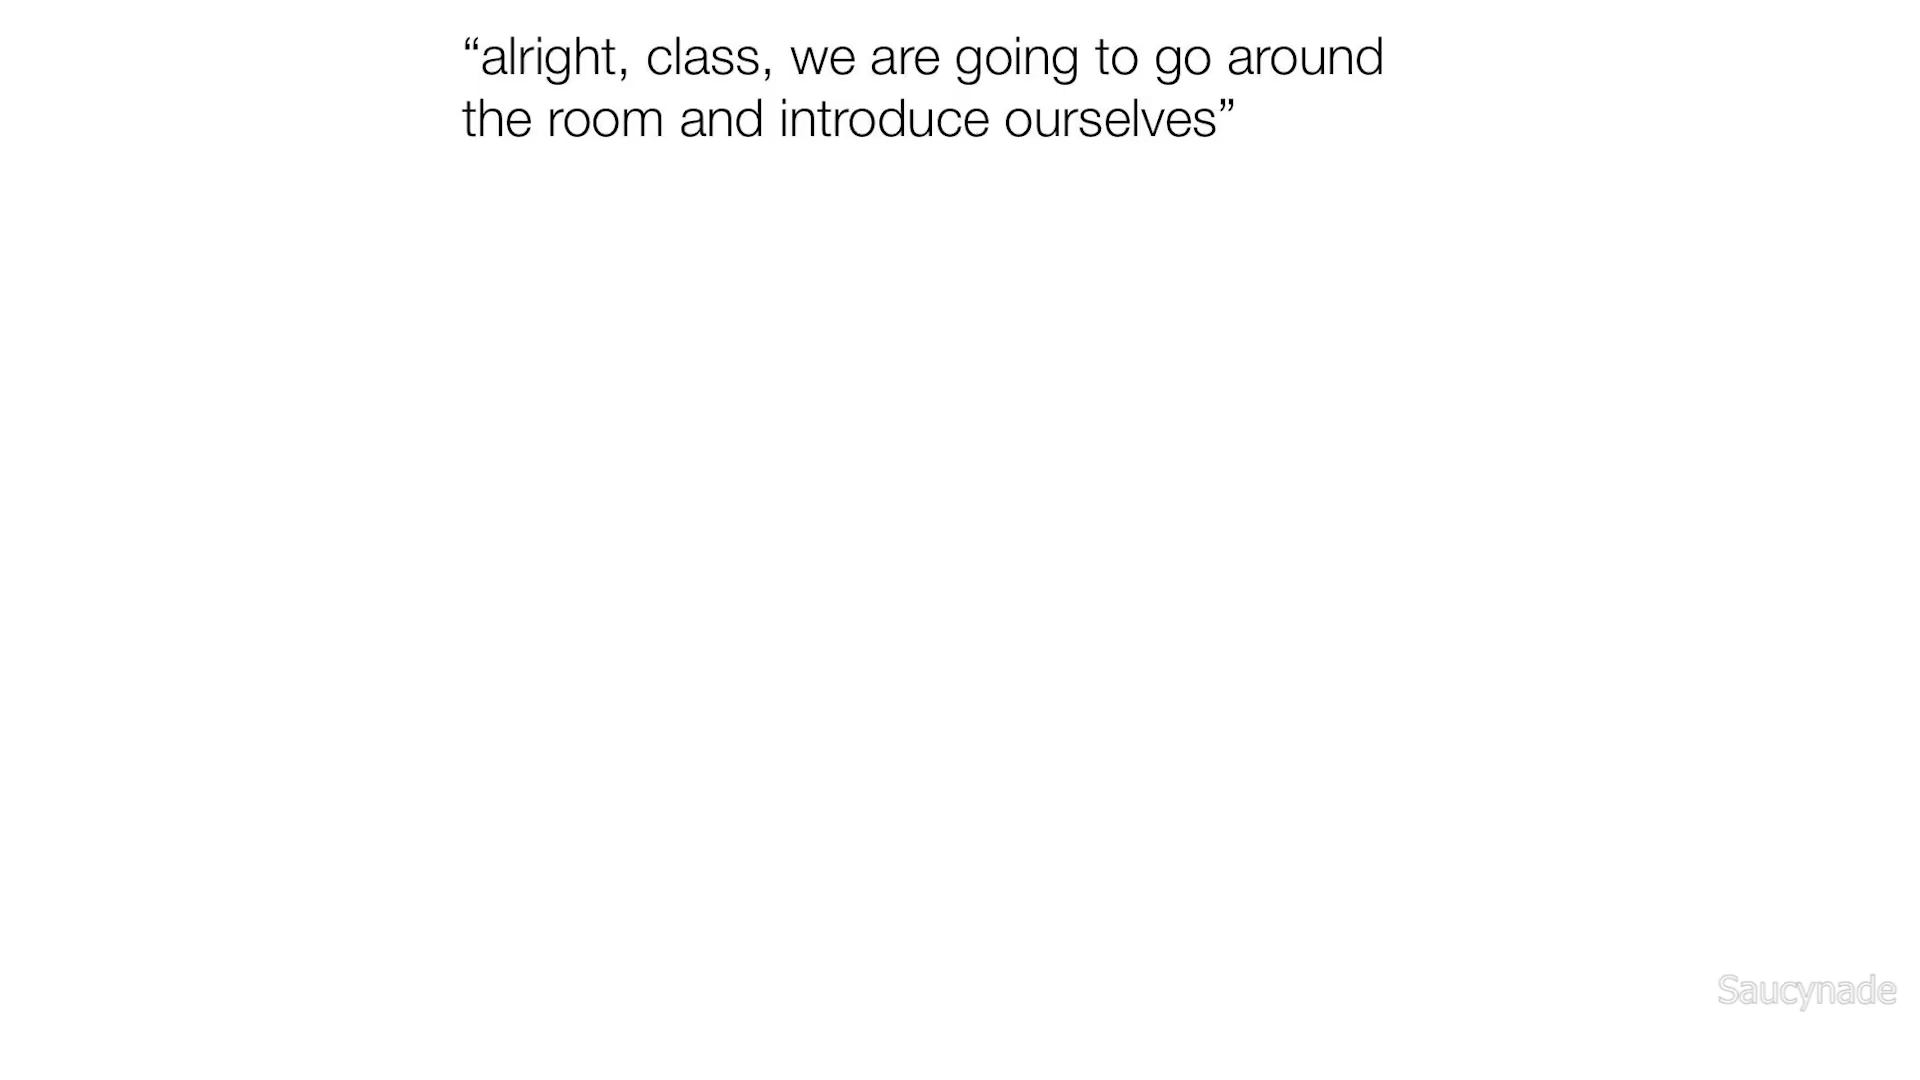 “alright, class, we are going to go around
the room and introduce ourselves”
Saucynade